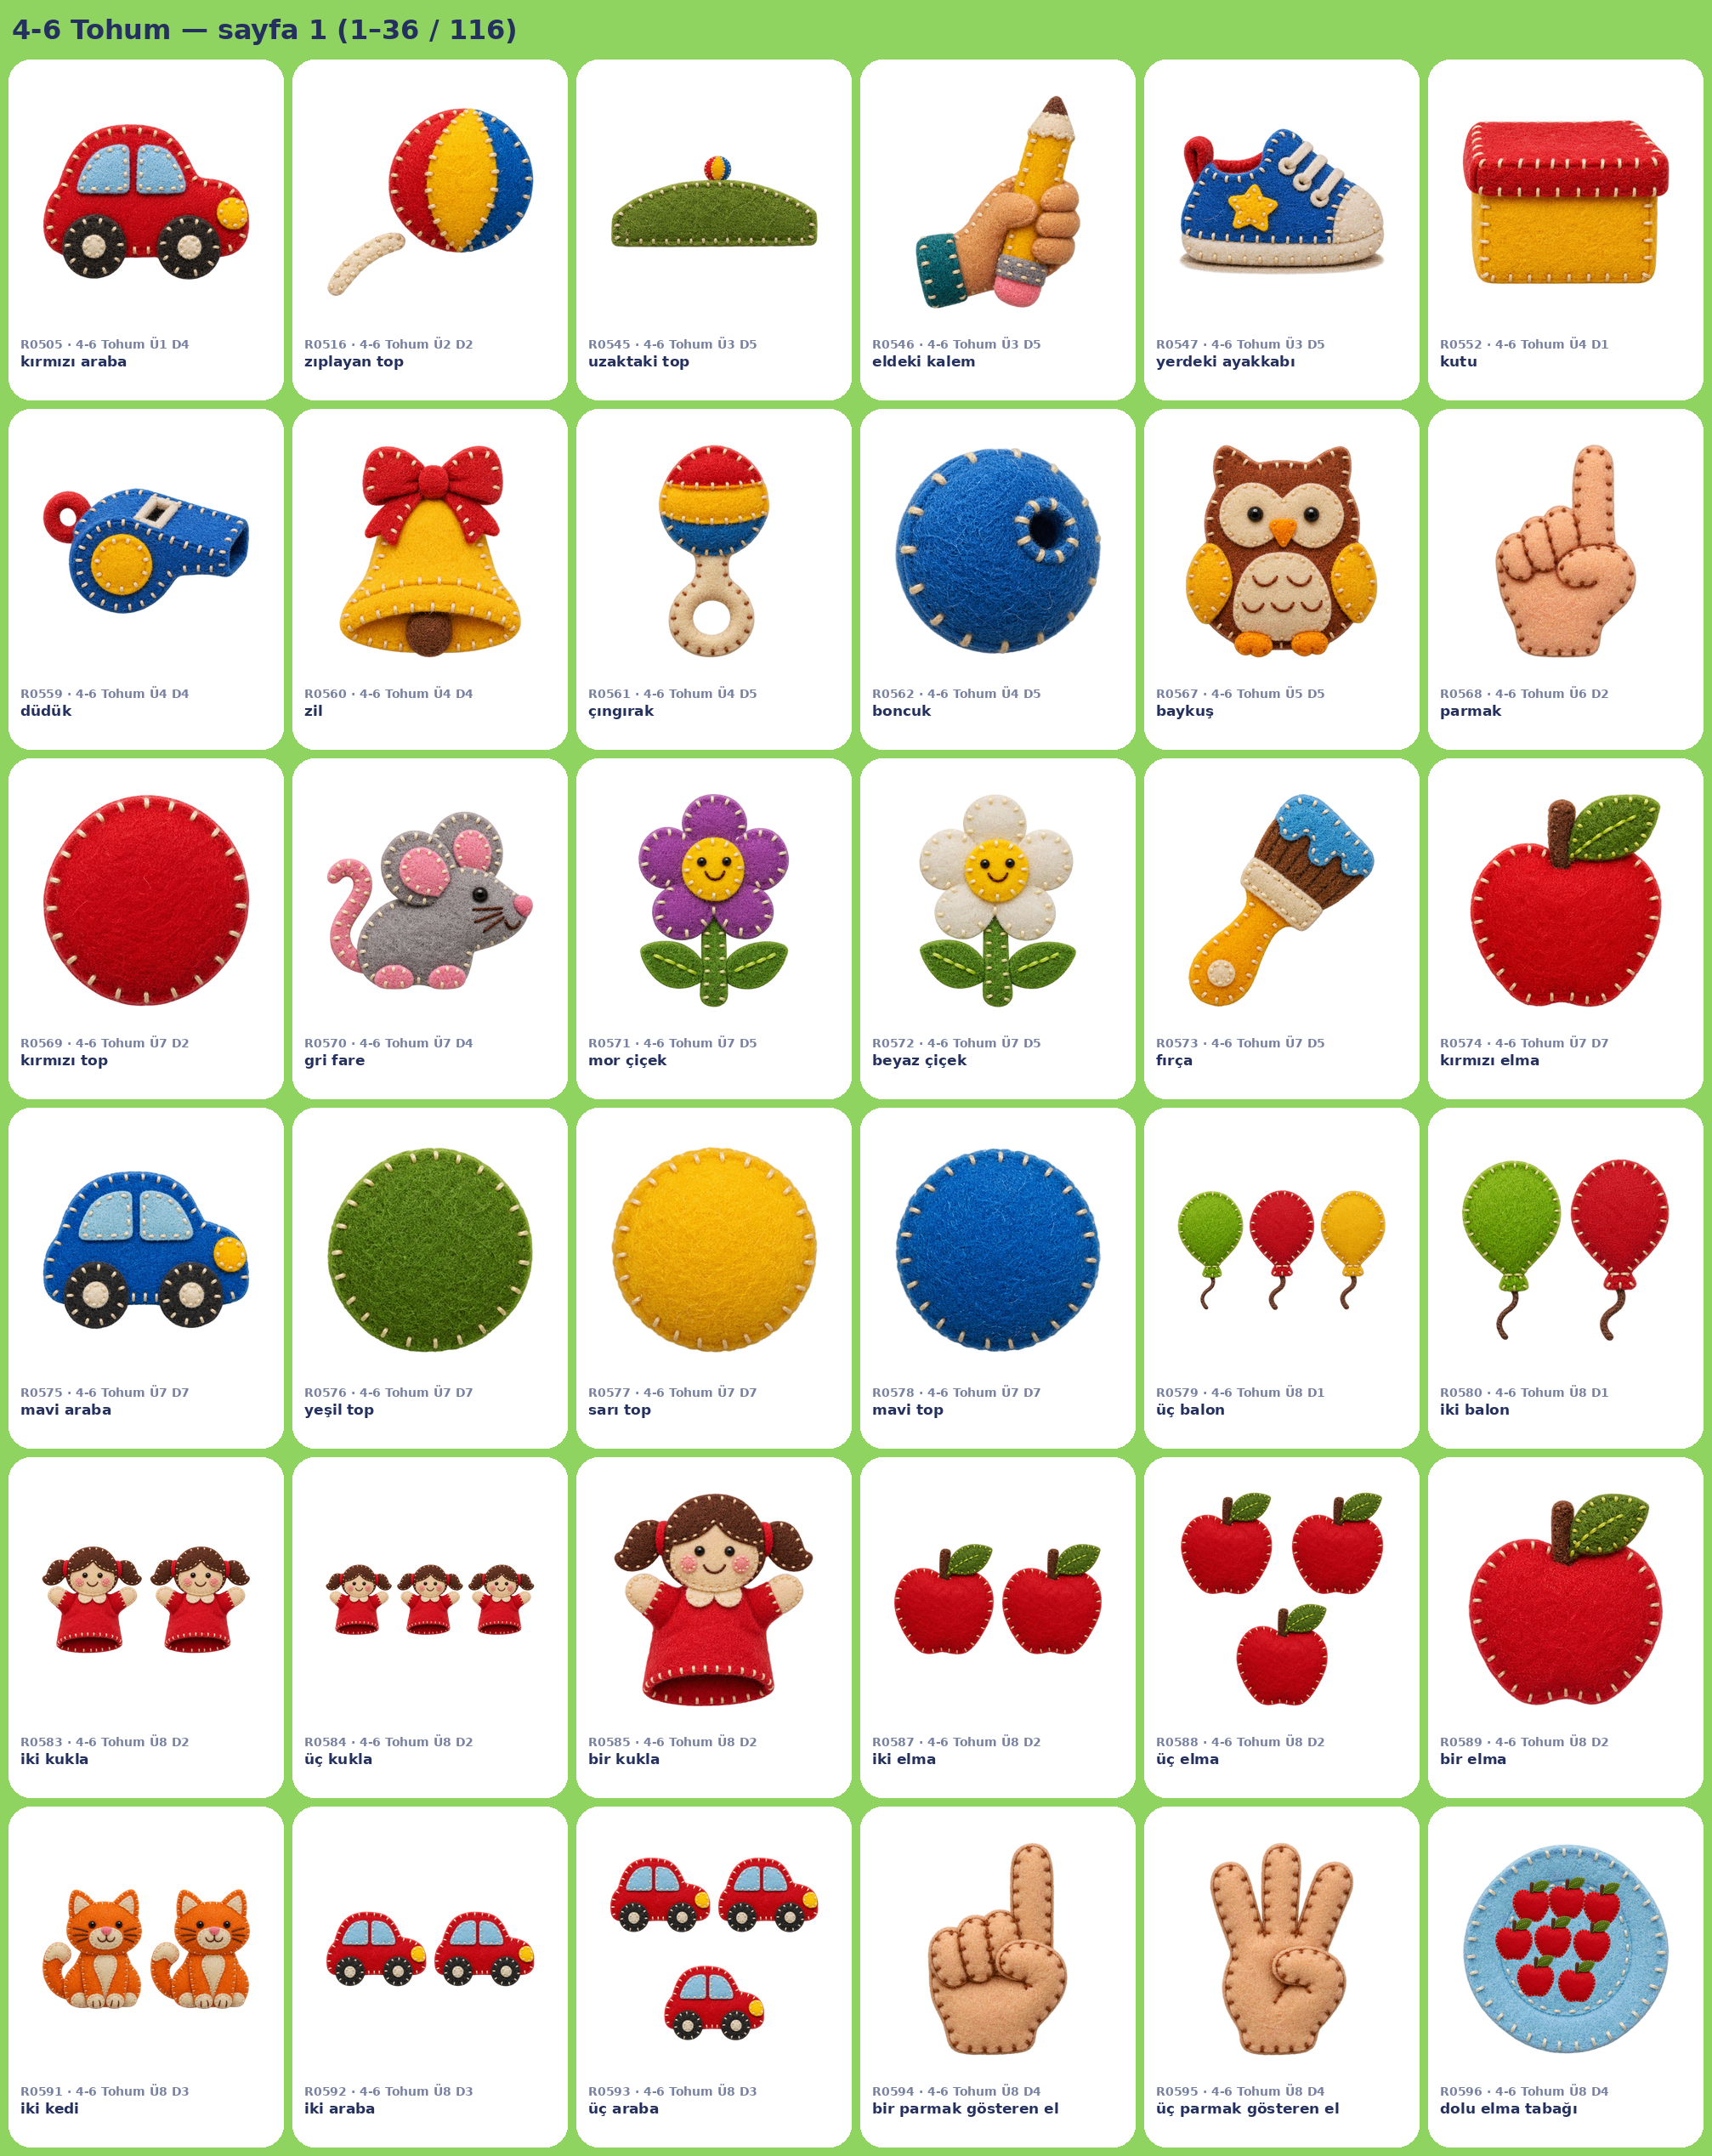 4-6 Tohum — sayfa 1 (1–36 / 116)
R0505 · 4-6 Tohum Ü1 D4
kırmızı araba
R0516 · 4-6 Tohum Ü2 D2
zıplayan top
R0545 · 4-6 Tohum Ü3 D5
uzaktaki top
R0546 · 4-6 Tohum Ü3 D5
eldeki kalem
R0547 · 4-6 Tohum Ü3 D5
yerdeki ayakkabı
R0552 · 4-6 Tohum Ü4 D1
kutu
R0559 · 4-6 Tohum Ü4 D4
düdük
R0560 · 4-6 Tohum Ü4 D4
zil
R0561 · 4-6 Tohum Ü4 D5
çıngırak
R0562 · 4-6 Tohum Ü4 D5
boncuk
R0567 · 4-6 Tohum Ü5 D5
baykuş
R0568 · 4-6 Tohum Ü6 D2
parmak
R0569 · 4-6 Tohum Ü7 D2
kırmızı top
R0570 · 4-6 Tohum Ü7 D4
gri fare
R0571 · 4-6 Tohum Ü7 D5
mor çiçek
R0572 · 4-6 Tohum Ü7 D5
beyaz çiçek
R0573 · 4-6 Tohum Ü7 D5
fırça
R0574 · 4-6 Tohum Ü7 D7
kırmızı elma
R0575 · 4-6 Tohum Ü7 D7
mavi araba
R0576 · 4-6 Tohum Ü7 D7
yeşil top
R0577 · 4-6 Tohum Ü7 D7
sarı top
R0578 · 4-6 Tohum Ü7 D7
mavi top
R0579 · 4-6 Tohum Ü8 D1
üç balon
R0580 · 4-6 Tohum Ü8 D1
iki balon
R0583 · 4-6 Tohum Ü8 D2
iki kukla
R0584 · 4-6 Tohum Ü8 D2
üç kukla
R0585 · 4-6 Tohum Ü8 D2
bir kukla
R0587 · 4-6 Tohum Ü8 D2
iki elma
R0588 · 4-6 Tohum Ü8 D2
üç elma
R0589 · 4-6 Tohum Ü8 D2
bir elma
R0591 · 4-6 Tohum Ü8 D3
iki kedi
R0592 · 4-6 Tohum Ü8 D3
iki araba
R0593 · 4-6 Tohum Ü8 D3
üç araba
R0594 · 4-6 Tohum Ü8 D4
bir parmak gösteren el
R0595 · 4-6 Tohum Ü8 D4
üç parmak gösteren el
R0596 · 4-6 Tohum Ü8 D4
dolu elma tabağı